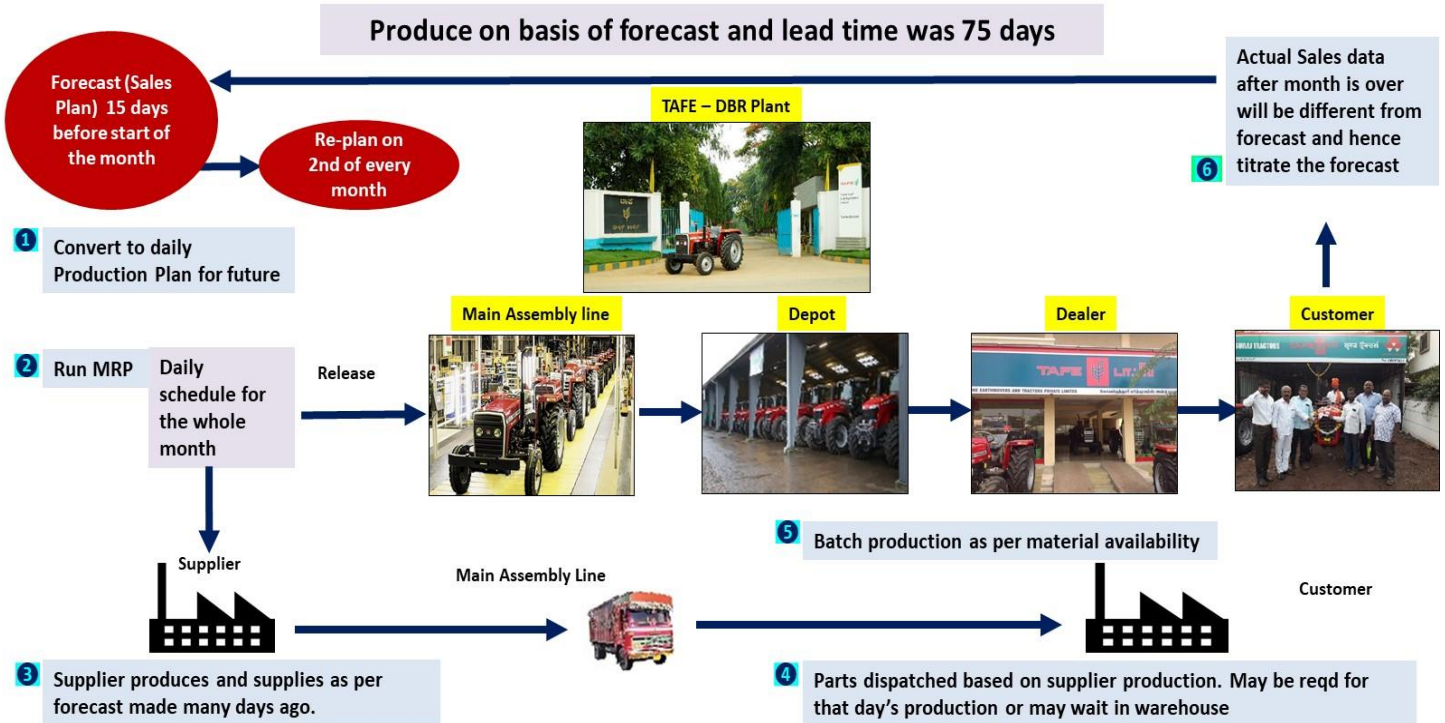 Produce on basis of forecast and lead time was 75 days
Forecast (Sales
Plan) 15 days
before start of
the month
Re-plan on
2nd of every
month
TAFE – DBR Plant
Actual Sales data
after month is over
will be different from
forecast and hence
titrate the forecast
6
1
Convert to daily
Production Plan for future
Main Assembly line
Depot
Dealer
Customer
2
Run MRP
Daily
schedule for
the whole
month
Release
TAFE
5
Batch production as per material availability
Supplier
Main Assembly Line
Customer
3
Supplier produces and supplies as per
forecast made many days ago.
4
Parts dispatched based on supplier production. May be reqd for
that day's production or may wait in warehouse